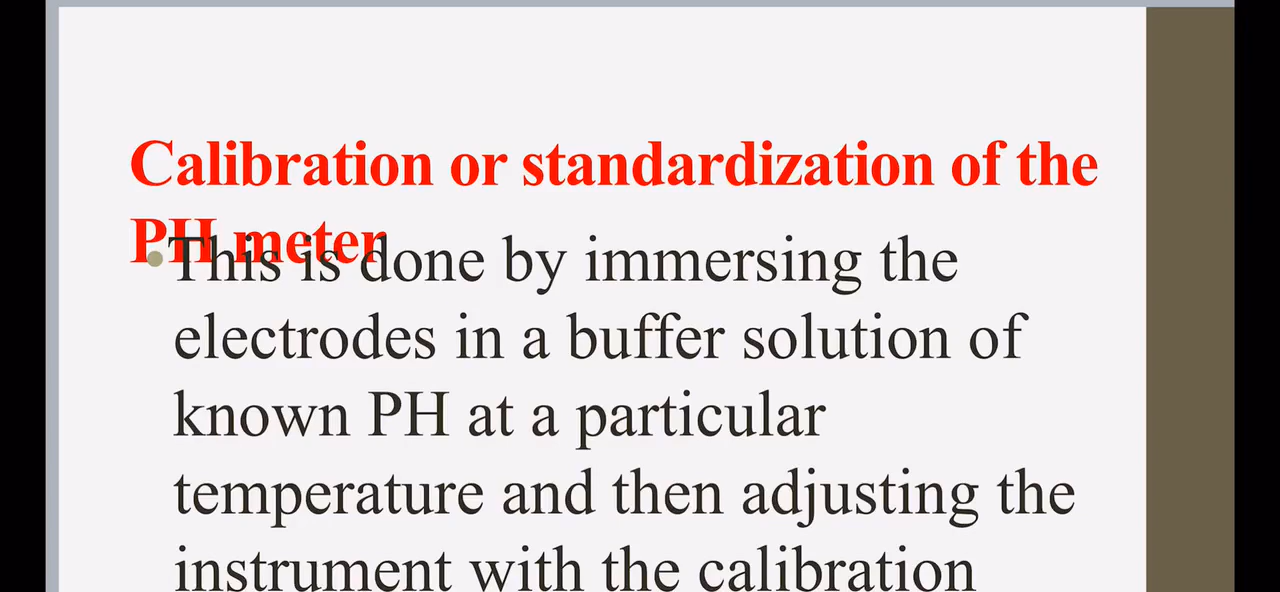 Calibration or standardization of the
PH meter
This is done by immersing the
electrodes in a buffer solution of
known PH at a particular
temperature and then adjusting the
instrument with the calibration